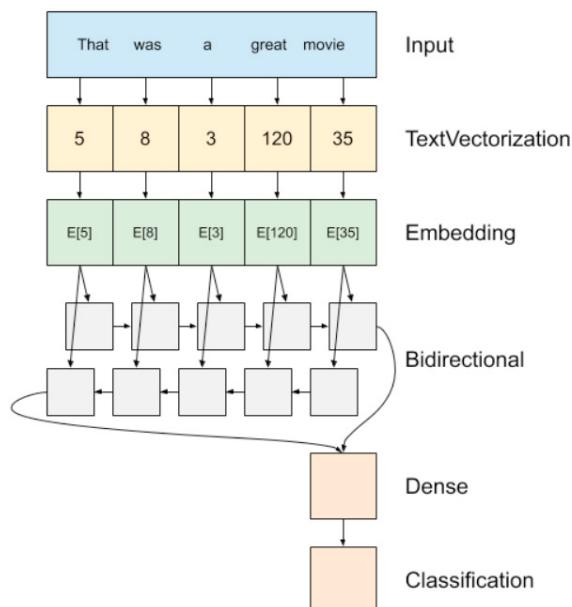 That was a great movie Input
5 8 3 120 35 TextVectorization
E[5] E[8] E[3] E[120] E[35] Embedding
Bidirectional
Dense
Classification